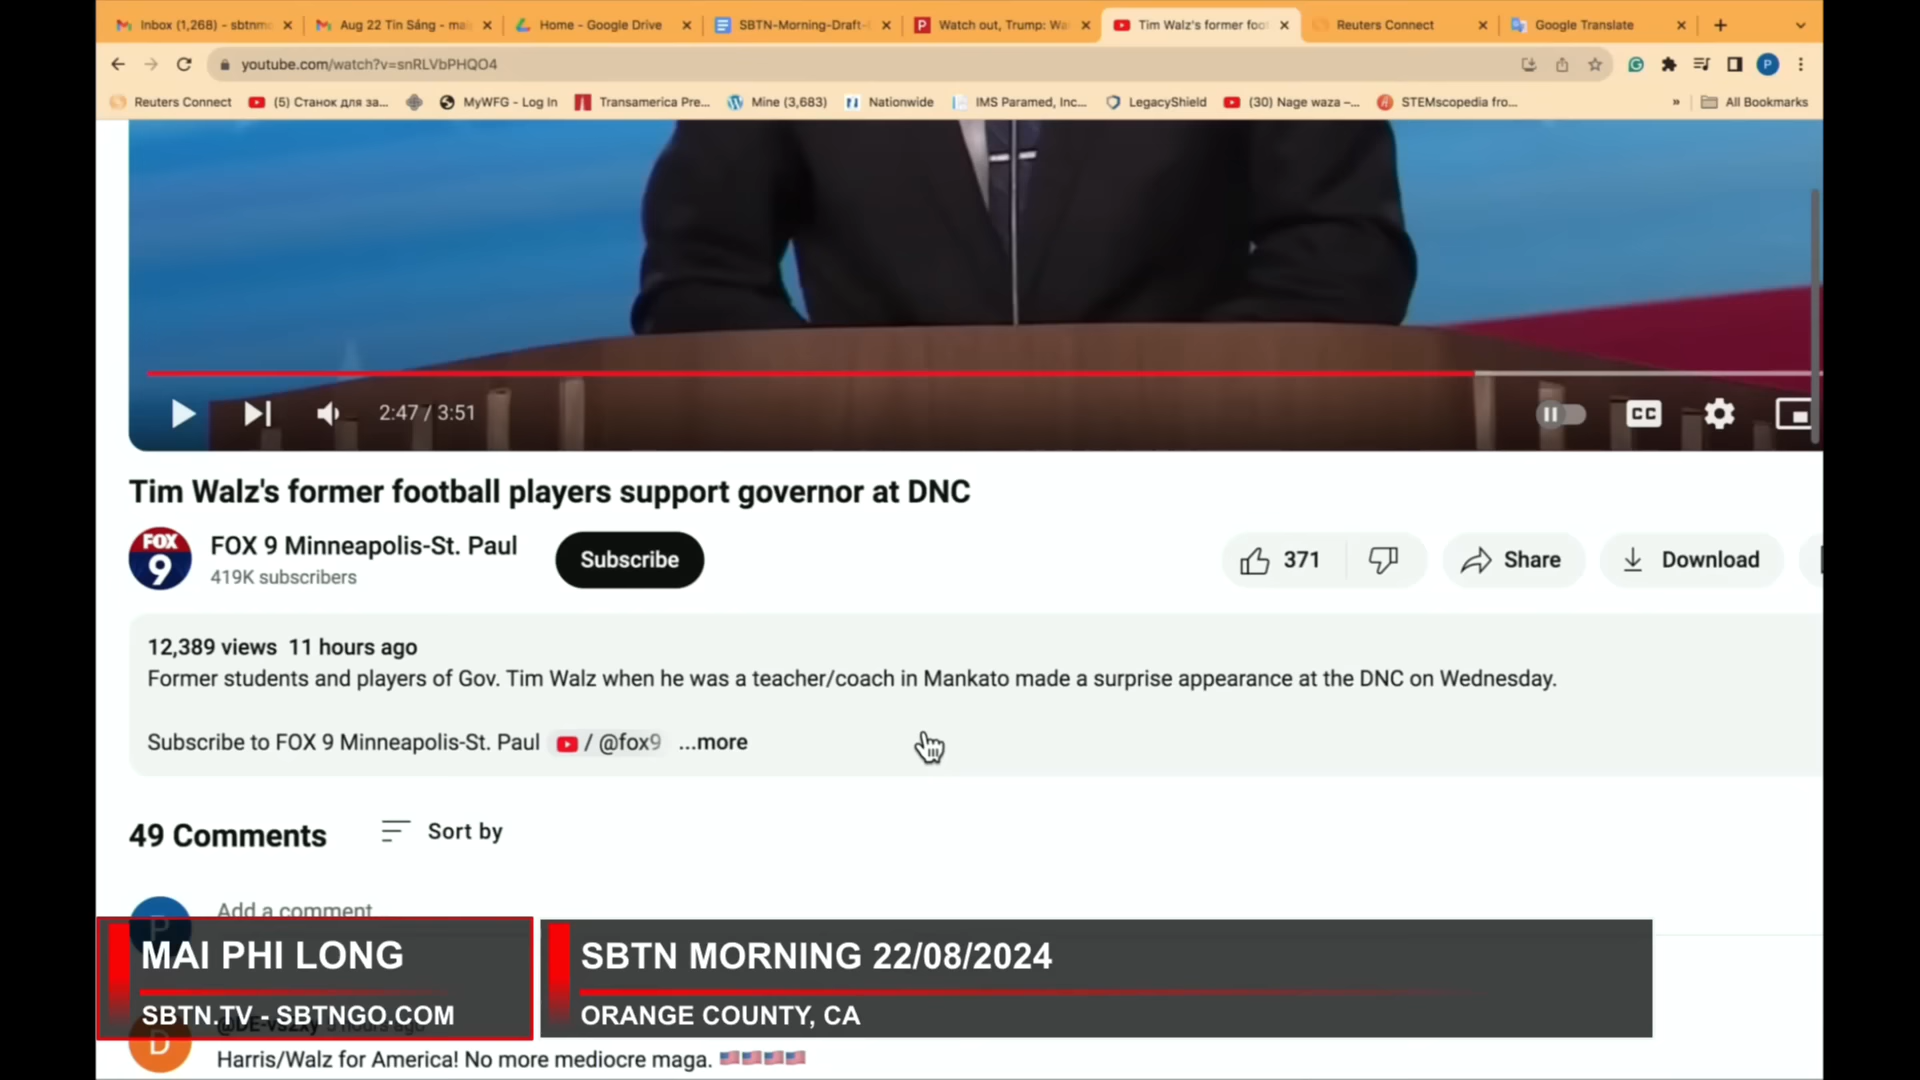 Inbox (1,268) - sbtnmo
Aug 22 Tin Sáng - mai
Home - Google Drive
SBTN-Morning-Draft-
Watch out, Trump: Wa
Tim Walz's former foot
Reuters Connect
Google Translate
youtube.com/watch?v=snRLVbPHQO4
P
Reuters Connect
(5) Станок для за...
MyWFG - Log In
Transamerica Pre...
Mine (3,683)
Nationwide
IMS Paramed, Inc...
LegacyShield
(30) Nage waza –...
STEMscopedia fro...
»
All Bookmarks
2:47 / 3:51
CC
Tim Walz's former football players support governor at DNC
FOX 9
FOX 9 Minneapolis-St. Paul
419K subscribers
Subscribe
371
Share
Download
12,389 views 11 hours ago
Former students and players of Gov. Tim Walz when he was a teacher/coach in Mankato made a surprise appearance at the DNC on Wednesday.
Subscribe to FOX 9 Minneapolis-St. Paul / @fox9 ...more
49 Comments
Sort by
P
Add a comment
MAI PHI LONG
SBTN.TV - SBTNGO.COM
SBTN MORNING 22/08/2024
ORANGE COUNTY, CA
D
Harris/Walz for America! No more mediocre maga. 🇺🇸🇺🇸🇺🇸🇺🇸